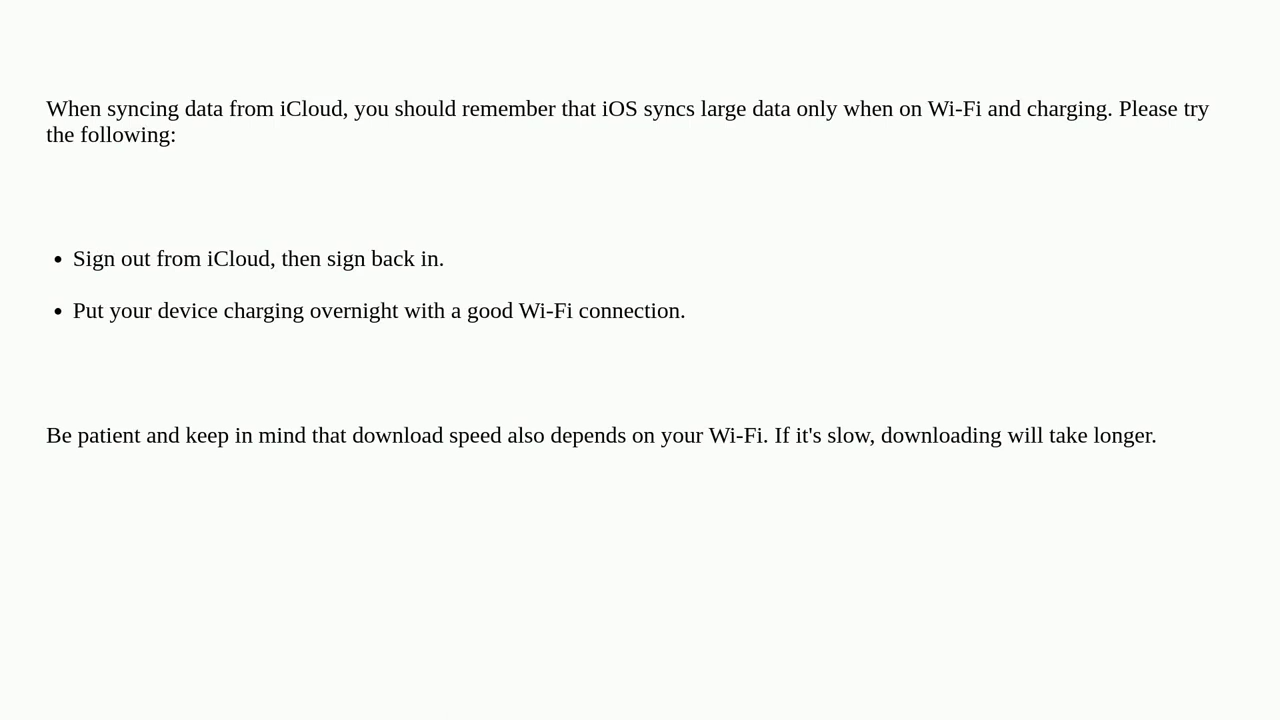 When syncing data from iCloud, you should remember that iOS syncs large data only when on Wi-Fi and charging. Please try
the following:
• Sign out from iCloud, then sign back in.
• Put your device charging overnight with a good Wi-Fi connection.
Be patient and keep in mind that download speed also depends on your Wi-Fi. If it's slow, downloading will take longer.